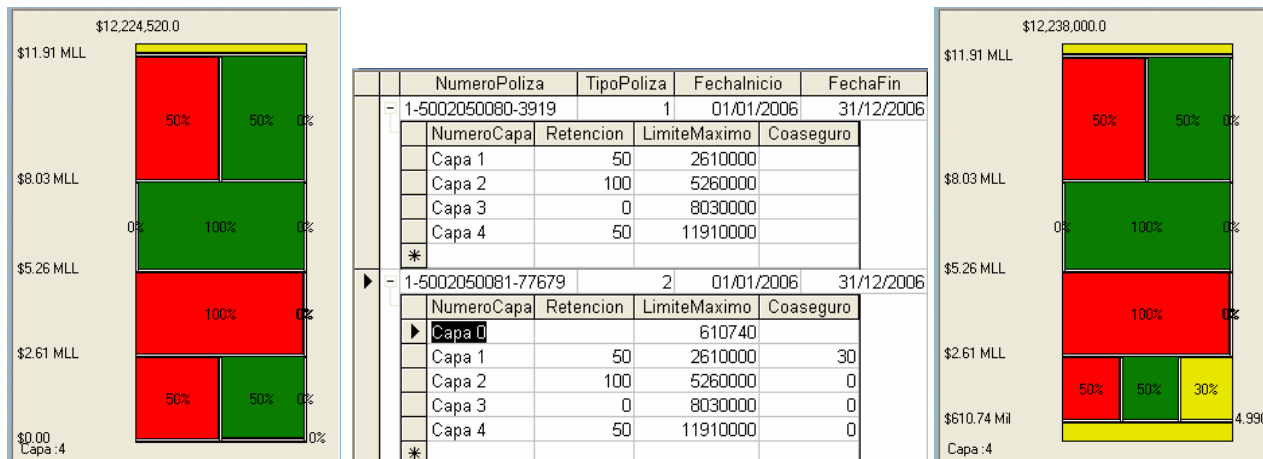 $12,224,520.0
$11.91 MLL
50% 50% 0%
$8.03 MLL
0% 100% 0%
$5.26 MLL
100% 0%
$2.61 MLL
50% 50% 0%
$0.00 0%
Capa :4
NumeroPoliza TipoPoliza FechaInicio FechaFin
1-5002050080-3919 1 01/01/2006 31/12/2006
NumeroCapa Retencion LimiteMaximo Coaseguro
Capa 1 50 2610000
Capa 2 100 5260000
Capa 3 0 8030000
Capa 4 50 11910000
1-5002050081-77679 2 01/01/2006 31/12/2006
NumeroCapa Retencion LimiteMaximo Coaseguro
Capa 0 610740
Capa 1 50 2610000 30
Capa 2 100 5260000 0
Capa 3 0 8030000 0
Capa 4 50 11910000 0
$12,238,000.0
$11.91 MLL
50% 50% 0%
$8.03 MLL
0% 100% 0%
$5.26 MLL
100% 0%
$2.61 MLL
50% 50% 30%
$610.74 Mil 4.990
Capa :4